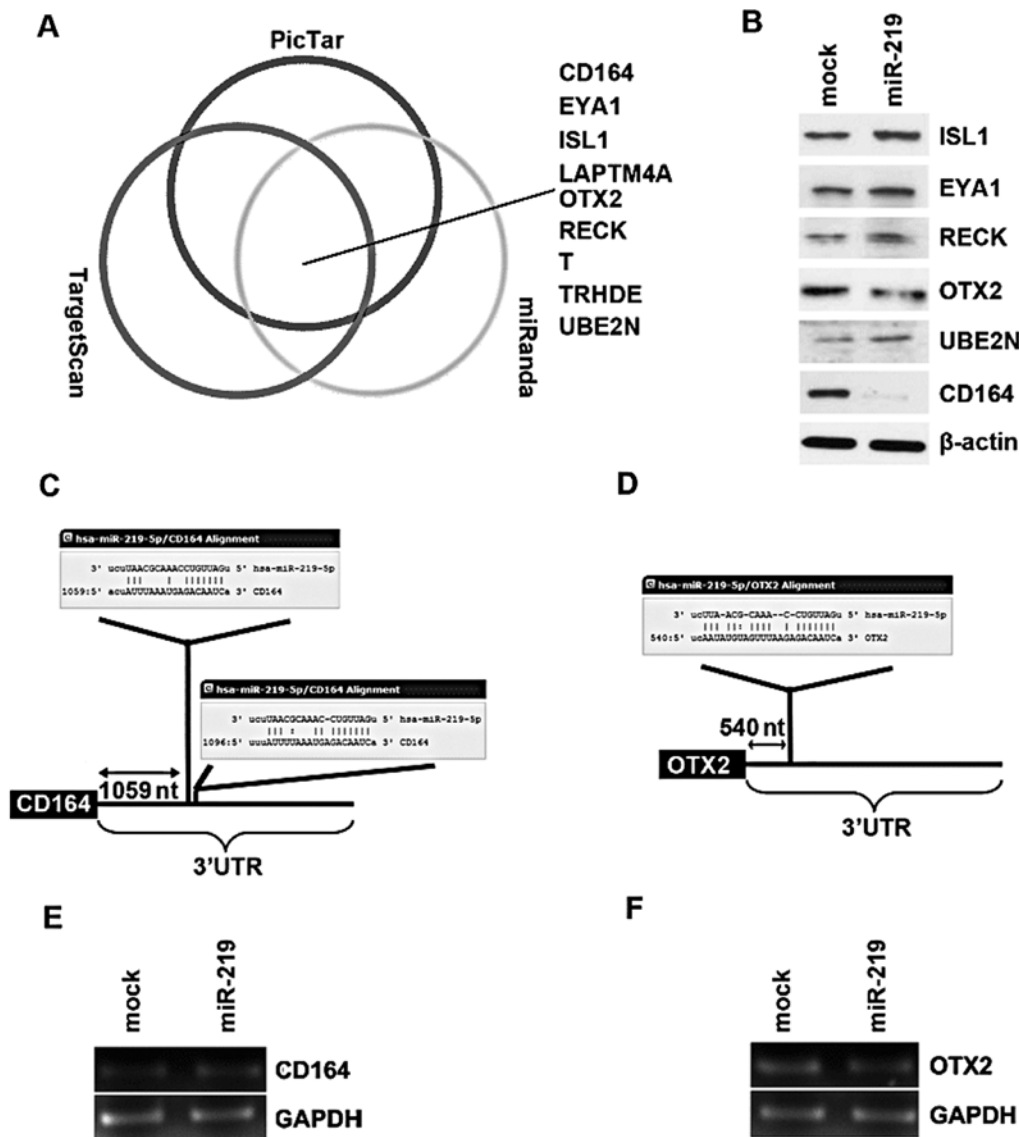 A
PicTar
TargetScan
miRanda
CD164
EYA1
ISL1
LAPTM4A
OTX2
RECK
T
TRHDE
UBE2N
B
mock
miR-219
ISL1
EYA1
RECK
OTX2
UBE2N
CD164
β-actin
C
hsa-miR-219-5p/CD164 Alignment
3' ucuUAACGCAAACCUGUUAGu 5' hsa-miR-219-5p
1059:5' acuAUUUAAAUGAGACAAUCa 3' CD164
hsa-miR-219-5p/CD164 Alignment
3' ucuUAACGCAAAC-CUGUUAGu 5' hsa-miR-219-5p
1096:5' uuuAUUUUAAAUGAGACAAUCa 3' CD164
1059 nt
CD164
3'UTR
D
hsa-miR-219-5p/OTX2 Alignment
3' ucUUA-ACG-CAAA--C-CUGUUAGu 5' hsa-miR-219-5p
540:5' ucAAUAUGUAGUUUAAGAGACAAUCa 3' OTX2
540 nt
OTX2
3'UTR
E
mock
miR-219
CD164
GAPDH
F
mock
miR-219
OTX2
GAPDH